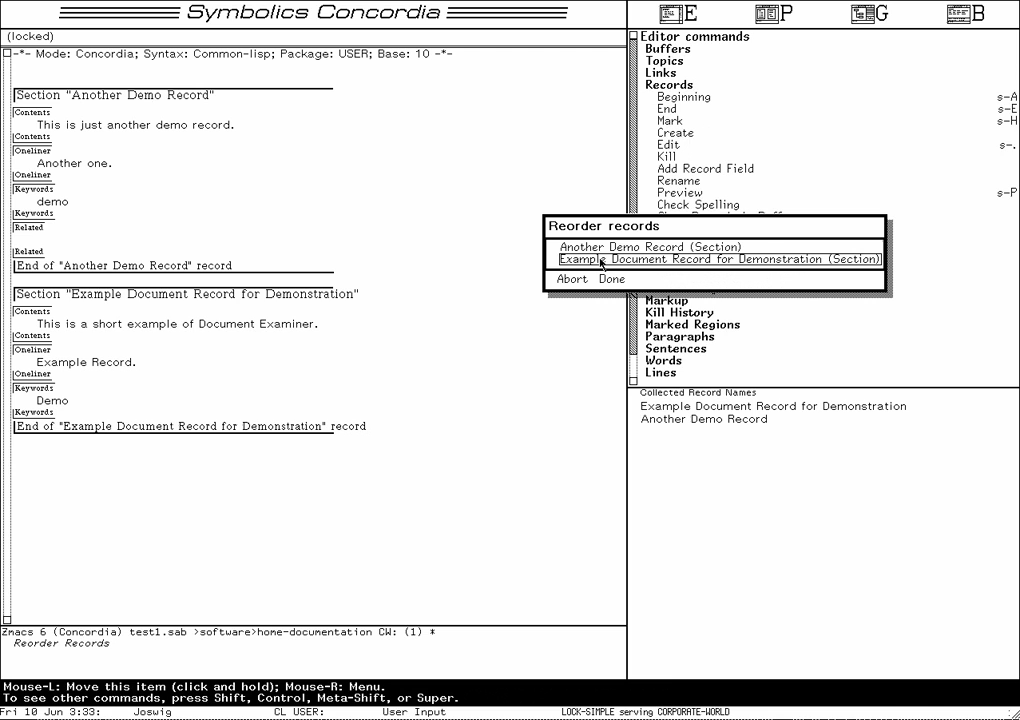 Symbolics Concordia
E P G B
(locked)
-*- Mode: Concordia; Syntax: Common-lisp; Package: USER; Base: 10 -*-
Section "Another Demo Record"
Contents
This is just another demo record.
Contents
Oneliner
Another one.
Oneliner
Keywords
demo
Keywords
Related
Related
End of "Another Demo Record" record
Section "Example Document Record for Demonstration"
Contents
This is a short example of Document Examiner.
Contents
Oneliner
Example Record.
Oneliner
Keywords
Demo
Keywords
End of "Example Document Record for Demonstration" record
Zmacs 6 (Concordia) test1.sab >software>home-documentation CW: (1) *
Reorder Records
Editor commands
Buffers
Topics
Links
Records
Beginning s-A
End s-E
Mark s-H
Create
Edit s-.
Kill
Add Record Field
Rename
Preview s-P
Check Spelling
Reorder records
Another Demo Record (Section)
Example Document Record for Demonstration (Section)
Abort Done
Markup
Kill History
Marked Regions
Paragraphs
Sentences
Words
Lines
Collected Record Names
Example Document Record for Demonstration
Another Demo Record
Mouse-L: Move this item (click and hold); Mouse-R: Menu.
To see other commands, press Shift, Control, Meta-Shift, or Super.
Fri 10 Jun 3:33: Joswig CL USER: User Input LOCK-SIMPLE serving CORPORATE-WORLD